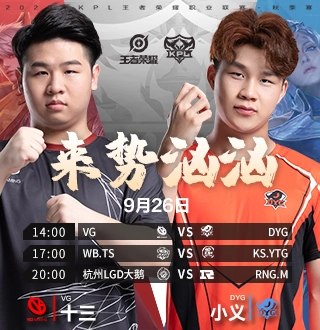 KPL王者荣耀职业联赛
王者荣耀
KPL
来势汹汹
9月26日
14:00 VG VS DYG
17:00 WB.TS VS KS.YTG
20:00 杭州LGD大鹅 VS RNG.M
VG
十三
DYG
小义